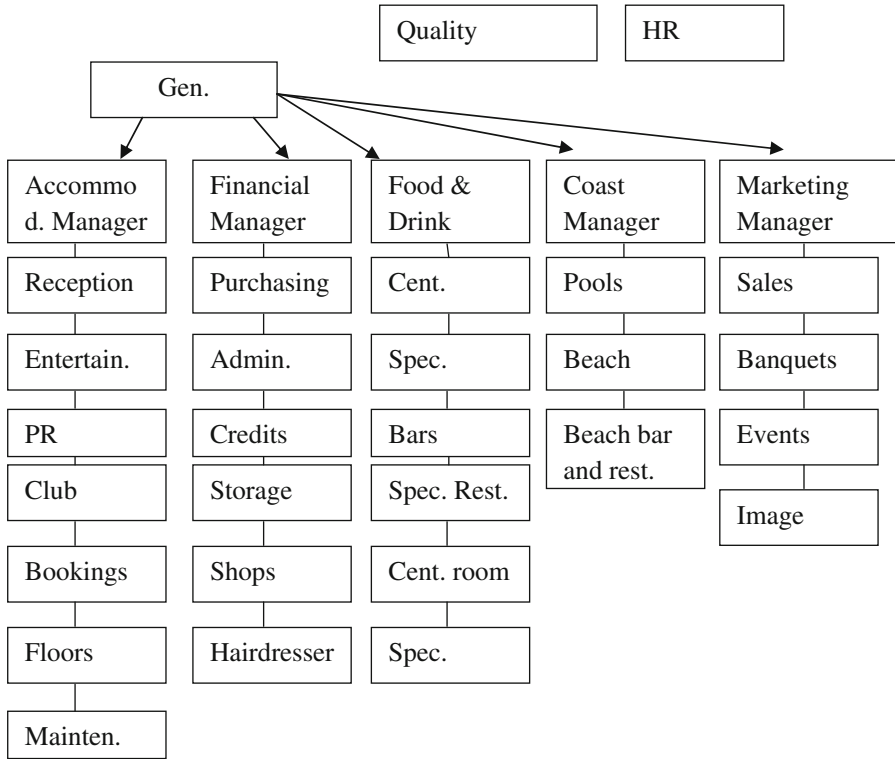 Quality
HR
Gen.
Accommo
d. Manager
Financial
Manager
Food &
Drink
Coast
Manager
Marketing
Manager
Reception
Purchasing
Cent.
Pools
Sales
Entertain.
Admin.
Spec.
Beach
Banquets
PR
Credits
Bars
Beach bar
and rest.
Events
Club
Storage
Spec. Rest.
Image
Bookings
Shops
Cent. room
Floors
Hairdresser
Spec.
Mainten.